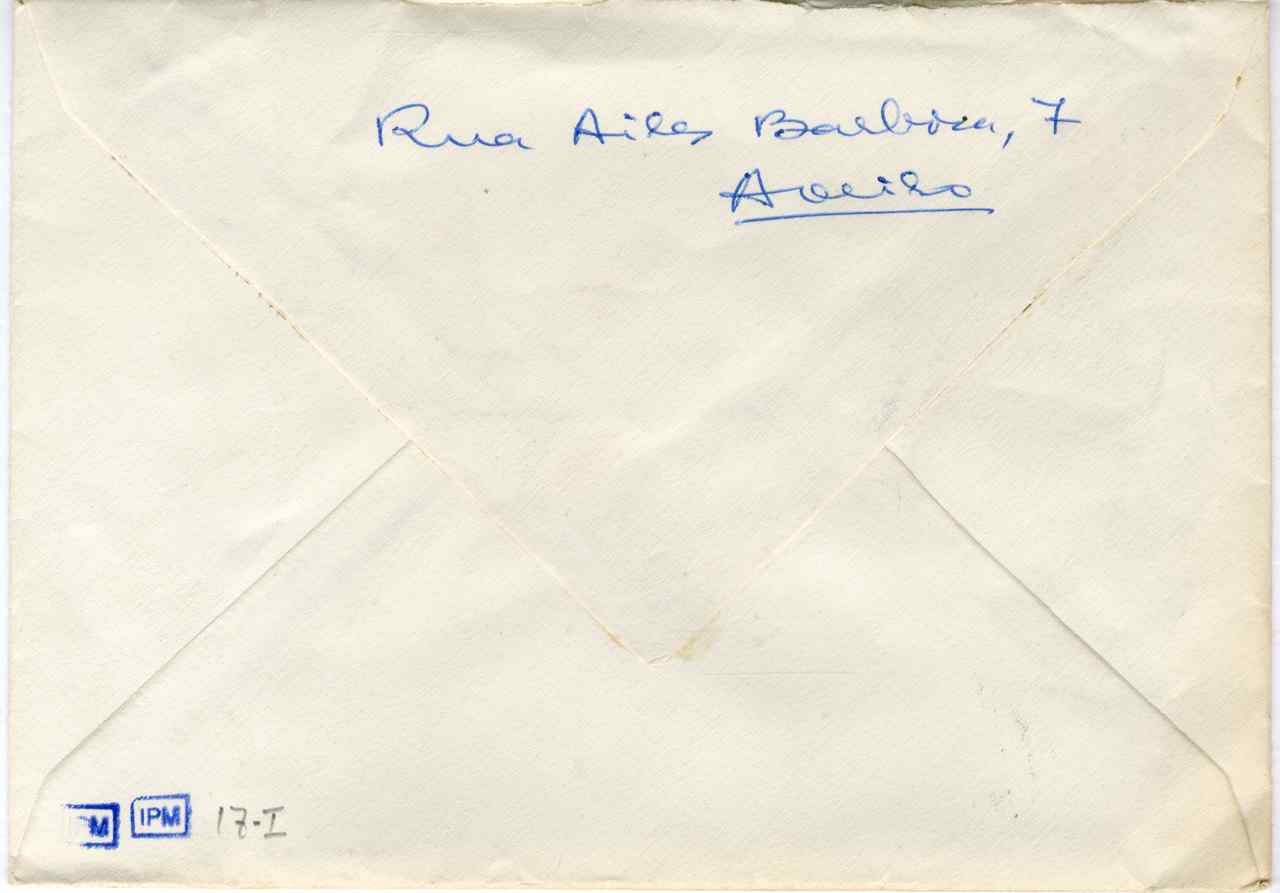 Rua Aires Barbosa, 7
Aveiro
M IPM 17-I